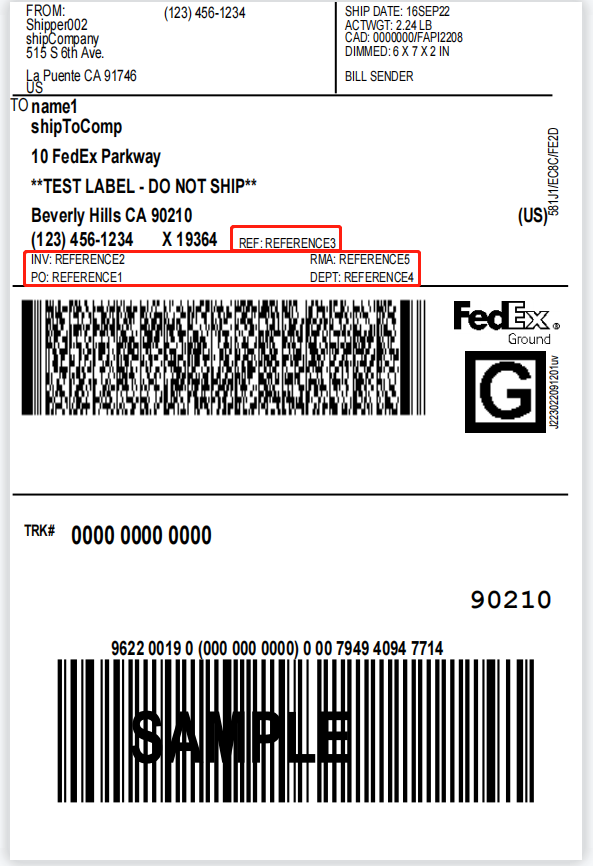 FROM: (123) 456-1234
Shipper002
shipCompany
515 S 6th Ave.
La Puente CA 91746
US
SHIP DATE: 16SEP22
ACTWGT: 2.24 LB
CAD: 0000000/FAPI2208
DIMMED: 6 X 7 X 2 IN
BILL SENDER
TO name1
shipToComp
10 FedEx Parkway
**TEST LABEL - DO NOT SHIP**
Beverly Hills CA 90210 (US)
(123) 456-1234 X 19364 REF: REFERENCE3
INV: REFERENCE2 RMA: REFERENCE5
PO: REFERENCE1 DEPT: REFERENCE4
581J1/EC8C/FE2D
FedEx®
Ground
G
J223022091201uv
TRK# 0000 0000 0000
90210
9622 0019 0 (000 000 0000) 0 00 7949 4094 7714
SAMPLE